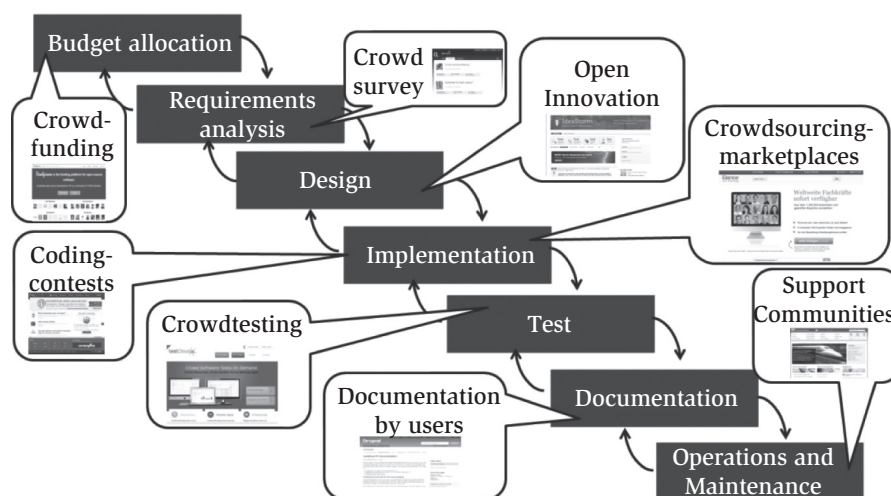 Budget allocation
Crowd
survey
Open
Innovation
Requirements
analysis
Crowd-
funding
Crowdsourcing-
marketplaces
Weltweite Fachkräfte
sofort verfügbar
Design
Implementation
Coding-
contests
Crowdtesting
Test
Support
Communities
Documentation
by users
Documentation
Operations and
Maintenance